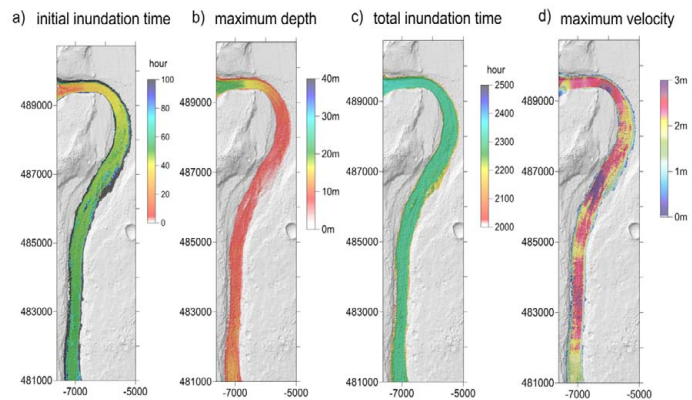 a) initial inundation time
b) maximum depth
c) total inundation time
d) maximum velocity
hour
100
80
60
40
20
0
489000
487000
485000
483000
481000
-7000
-5000
40m
30m
20m
10m
0m
489000
487000
485000
483000
481000
-7000
-5000
hour
2500
2400
2300
2200
2100
2000
489000
487000
485000
483000
481000
-7000
-5000
3m
2m
1m
0m
489000
487000
485000
483000
481000
-7000
-5000